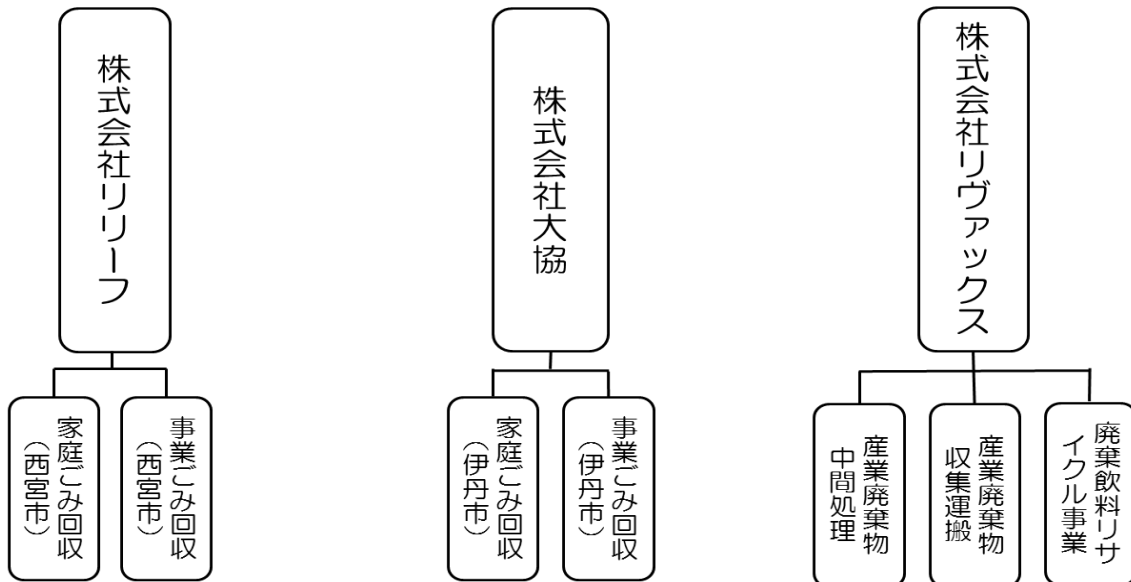 株式会社リリーフ
家庭ごみ回収
（西宮市）
事業ごみ回収
（西宮市）
株式会社大協
家庭ごみ回収
（伊丹市）
事業ごみ回収
（伊丹市）
株式会社リヴァックス
産業廃棄物
中間処理
産業廃棄物
収集運搬
廃棄飲料リサ
イクル事業